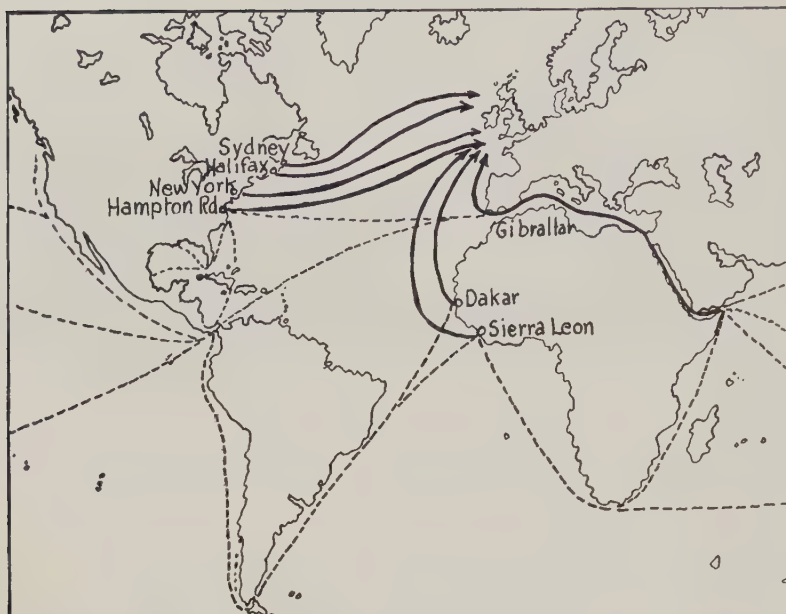 Sydney
Halifax
New York
Hampton Rd.
Gibraltar
Dakar
Sierra Leon